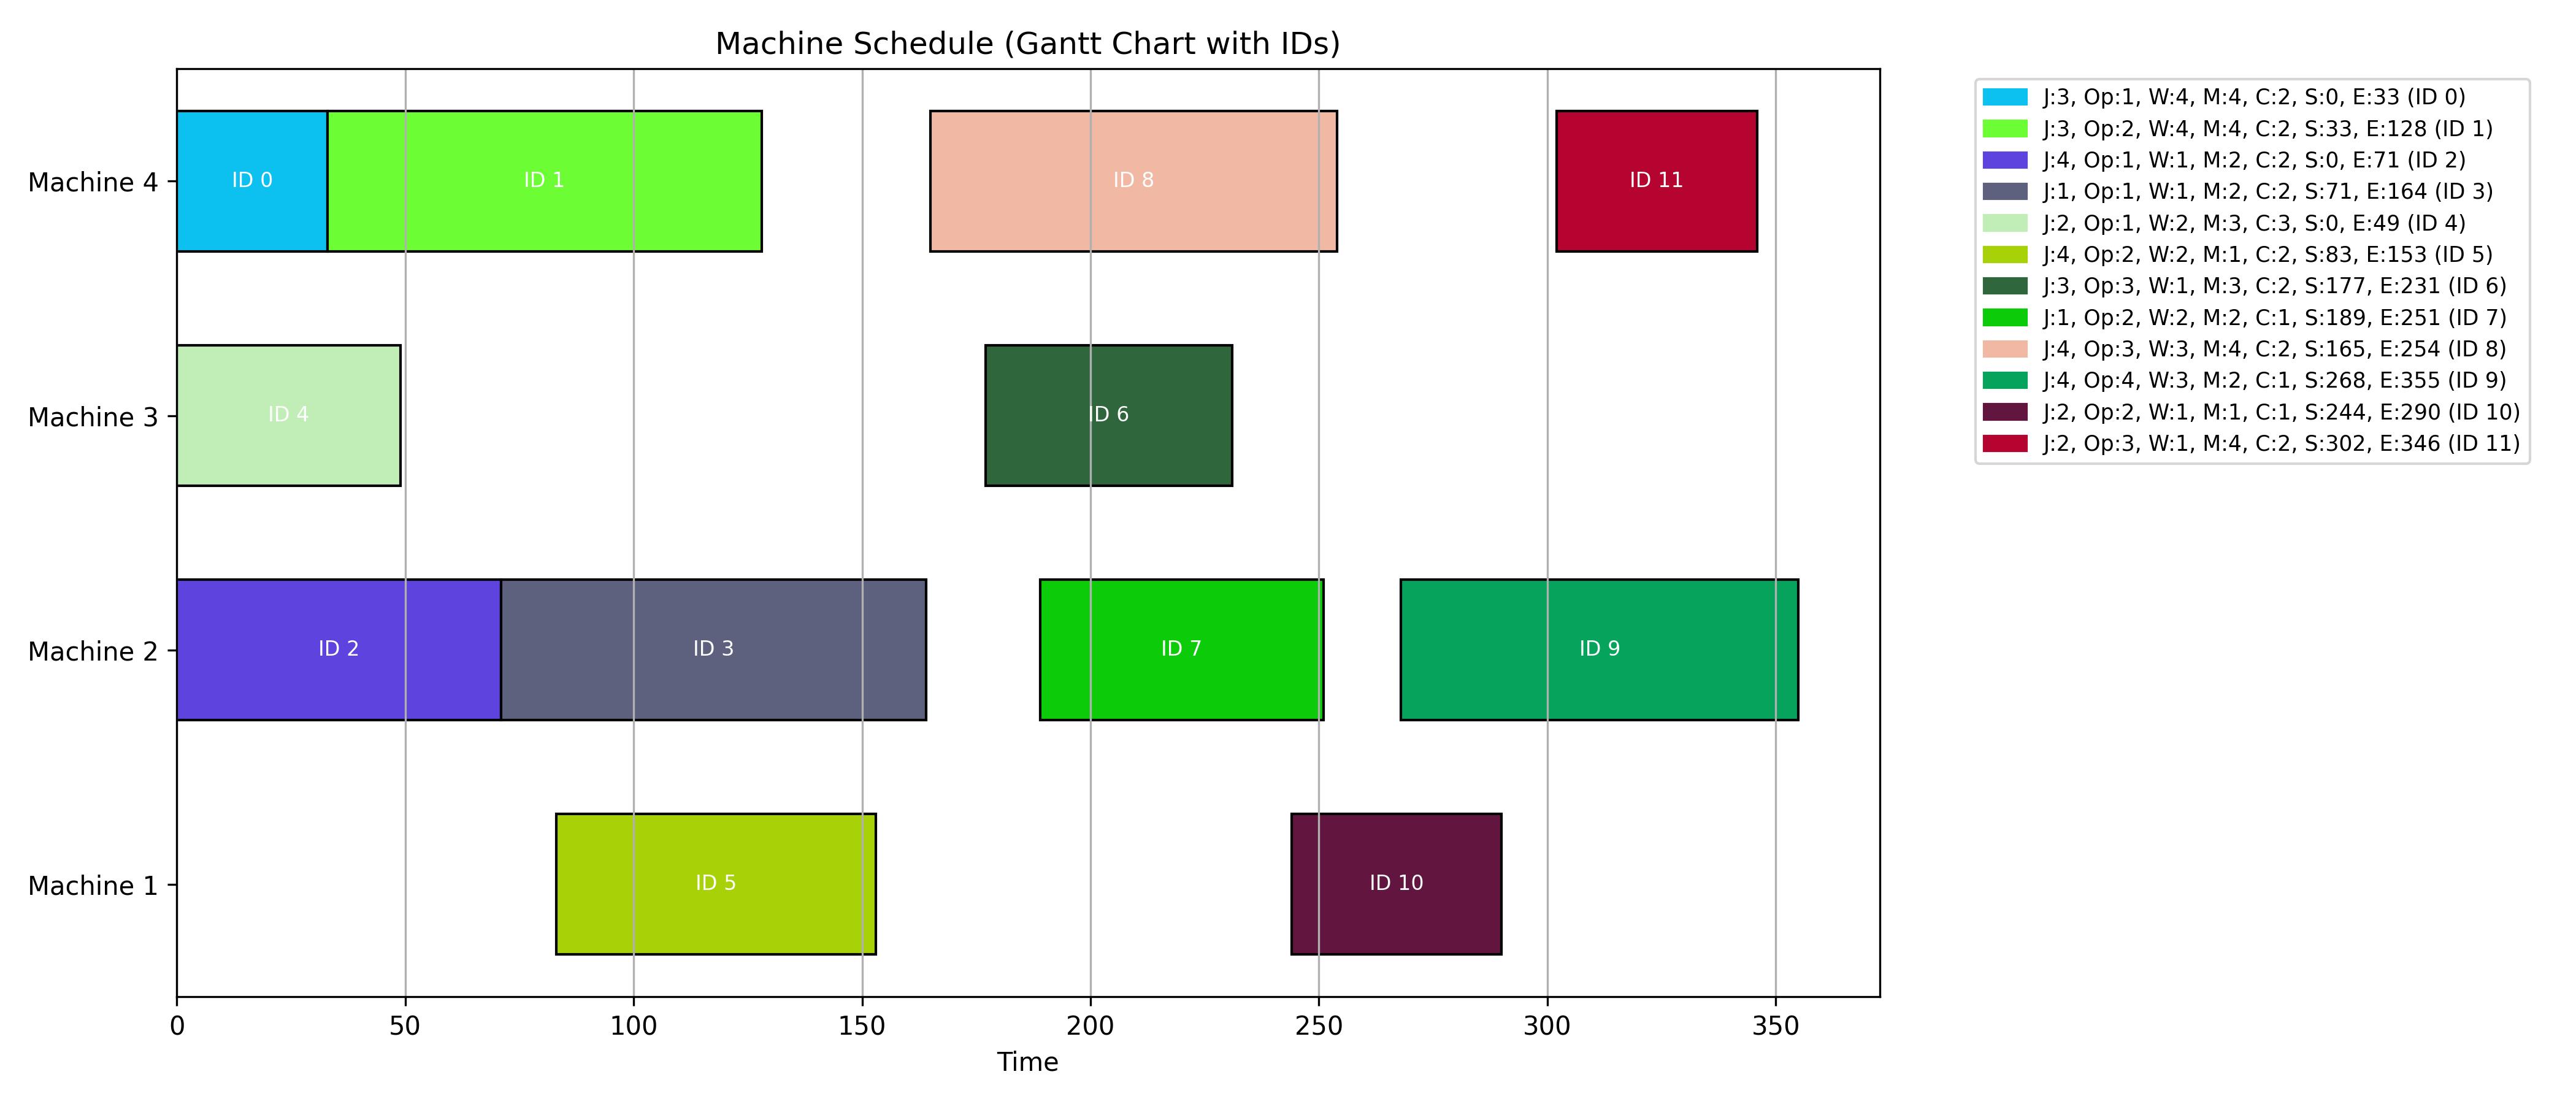 Machine Schedule (Gantt Chart with IDs)
Machine 4
Machine 3
Machine 2
Machine 1
ID 0
ID 1
ID 8
ID 11
ID 4
ID 6
ID 2
ID 3
ID 7
ID 9
ID 5
ID 10
0 50 100 150 200 250 300 350
Time
J:3, Op:1, W:4, M:4, C:2, S:0, E:33 (ID 0)
J:3, Op:2, W:4, M:4, C:2, S:33, E:128 (ID 1)
J:4, Op:1, W:1, M:2, C:2, S:0, E:71 (ID 2)
J:1, Op:1, W:1, M:2, C:2, S:71, E:164 (ID 3)
J:2, Op:1, W:2, M:3, C:3, S:0, E:49 (ID 4)
J:4, Op:2, W:2, M:1, C:2, S:83, E:153 (ID 5)
J:3, Op:3, W:1, M:3, C:2, S:177, E:231 (ID 6)
J:1, Op:2, W:2, M:2, C:1, S:189, E:251 (ID 7)
J:4, Op:3, W:3, M:4, C:2, S:165, E:254 (ID 8)
J:4, Op:4, W:3, M:2, C:1, S:268, E:355 (ID 9)
J:2, Op:2, W:1, M:1, C:1, S:244, E:290 (ID 10)
J:2, Op:3, W:1, M:4, C:2, S:302, E:346 (ID 11)